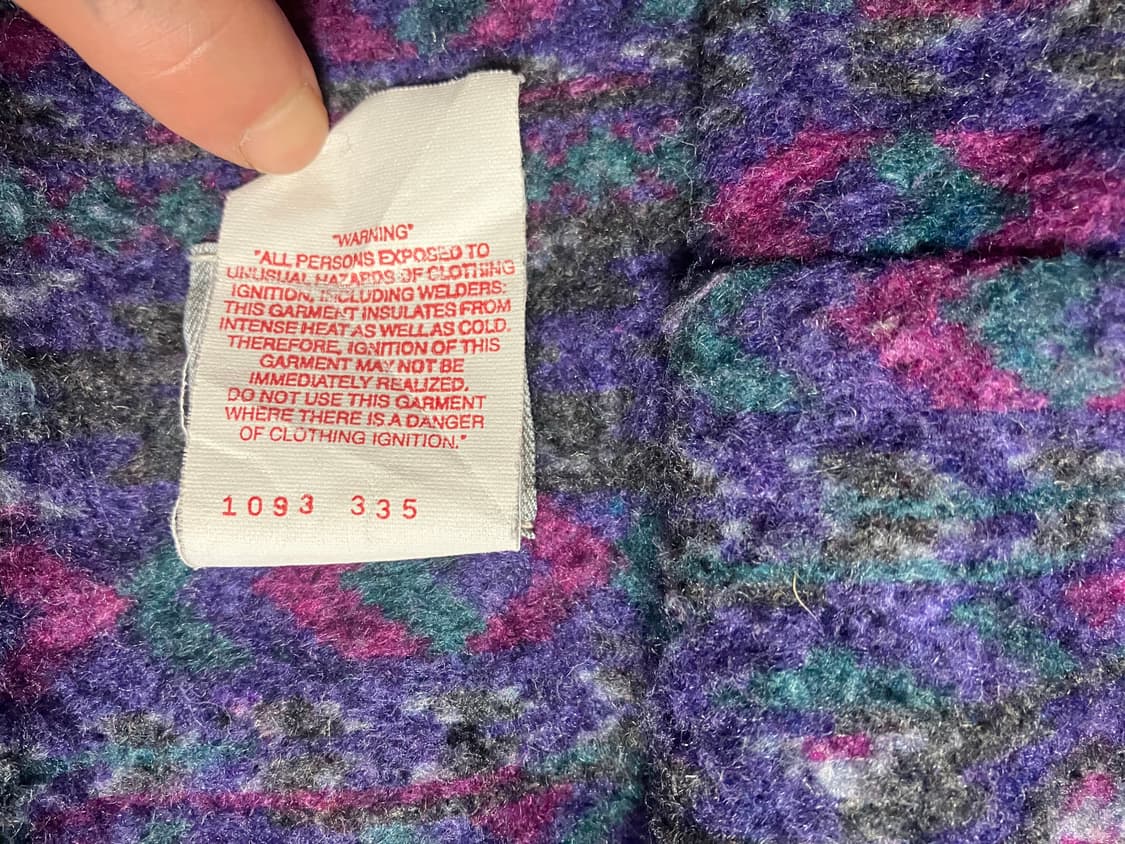 "WARNING"
"ALL PERSONS EXPOSED TO
UNUSUAL HAZARDS OF CLOTHING
IGNITION, INCLUDING WELDERS:
THIS GARMENT INSULATES FROM
INTENSE HEAT AS WELL AS COLD.
THEREFORE, IGNITION OF THIS
GARMENT MAY NOT BE
IMMEDIATELY REALIZED.
DO NOT USE THIS GARMENT
WHERE THERE IS A DANGER
OF CLOTHING IGNITION."
1093 335